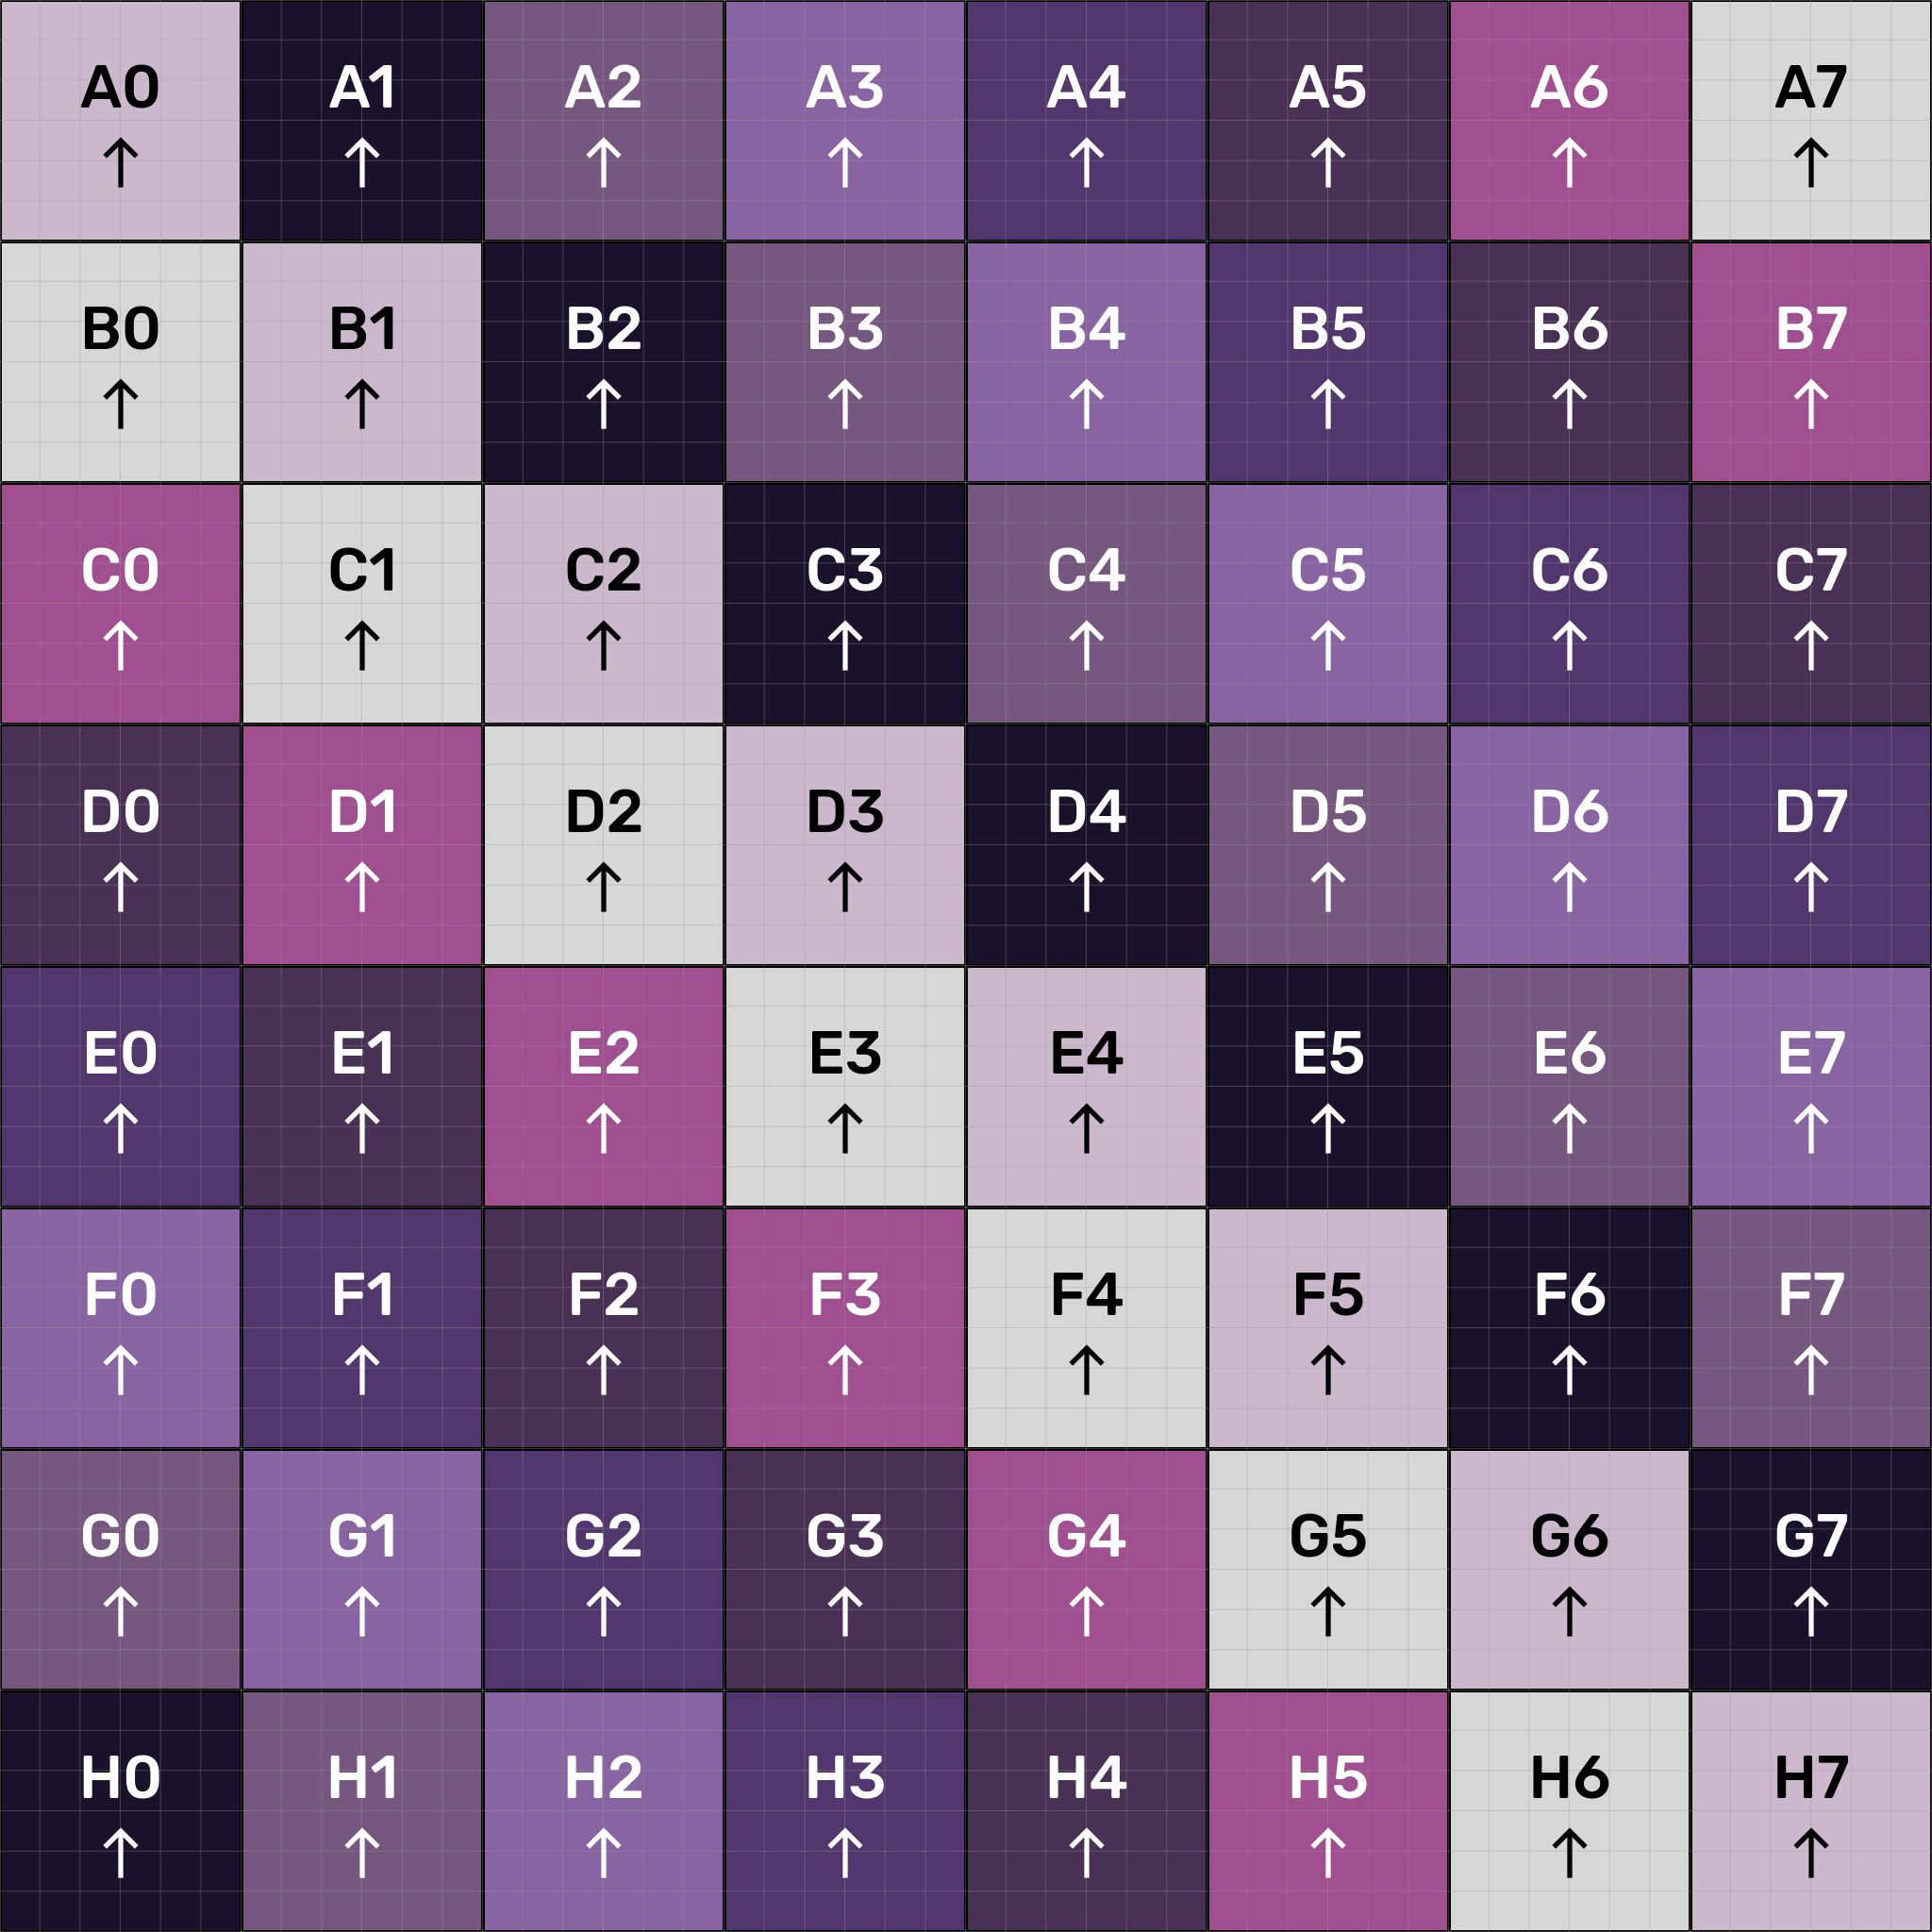 A0 A1 A2 A3 A4 A5 A6 A7
↑ ↑ ↑ ↑ ↑ ↑ ↑ ↑
B0 B1 B2 B3 B4 B5 B6 B7
↑ ↑ ↑ ↑ ↑ ↑ ↑ ↑
C0 C1 C2 C3 C4 C5 C6 C7
↑ ↑ ↑ ↑ ↑ ↑ ↑ ↑
D0 D1 D2 D3 D4 D5 D6 D7
↑ ↑ ↑ ↑ ↑ ↑ ↑ ↑
E0 E1 E2 E3 E4 E5 E6 E7
↑ ↑ ↑ ↑ ↑ ↑ ↑ ↑
F0 F1 F2 F3 F4 F5 F6 F7
↑ ↑ ↑ ↑ ↑ ↑ ↑ ↑
G0 G1 G2 G3 G4 G5 G6 G7
↑ ↑ ↑ ↑ ↑ ↑ ↑ ↑
H0 H1 H2 H3 H4 H5 H6 H7
↑ ↑ ↑ ↑ ↑ ↑ ↑ ↑